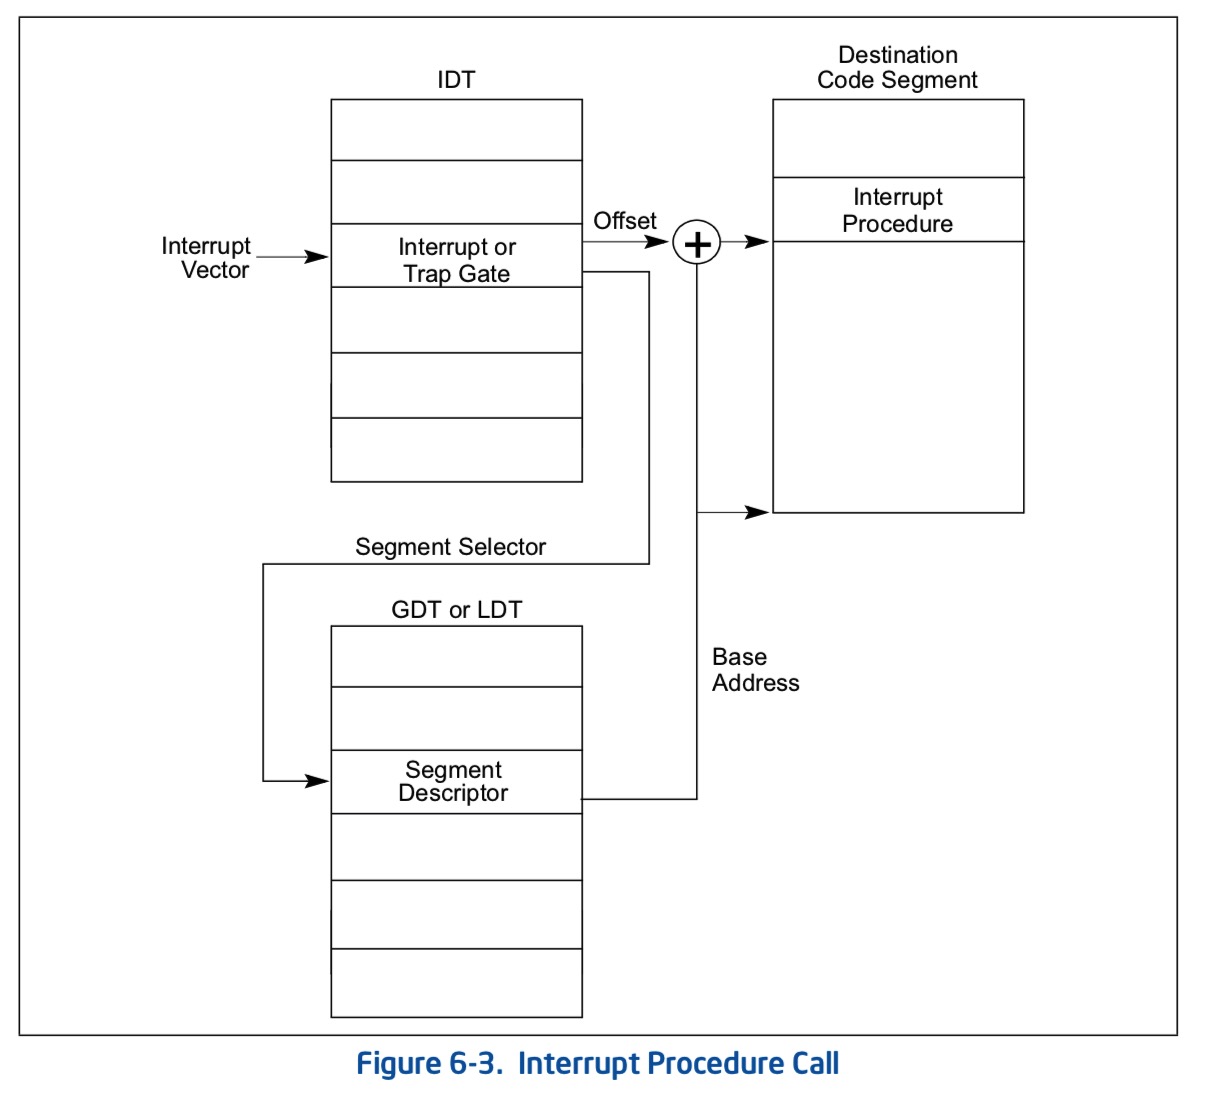 IDT
Destination
Code Segment
Interrupt
Vector
Interrupt or
Trap Gate
Offset
+
Interrupt
Procedure
Segment Selector
GDT or LDT
Base
Address
Segment
Descriptor
Figure 6-3. Interrupt Procedure Call